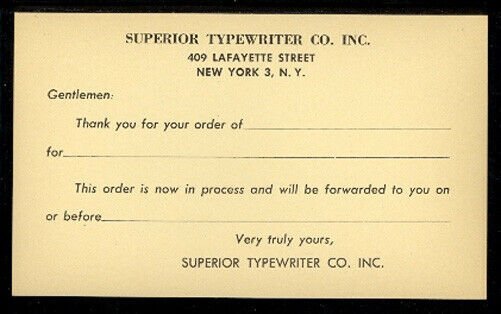 SUPERIOR TYPEWRITER CO. INC.
409 LAFAYETTE STREET
NEW YORK 3, N. Y.
Gentlemen:
Thank you for your order of
for
This order is now in process and will be forwarded to you on
or before
Very truly yours,
SUPERIOR TYPEWRITER CO. INC.